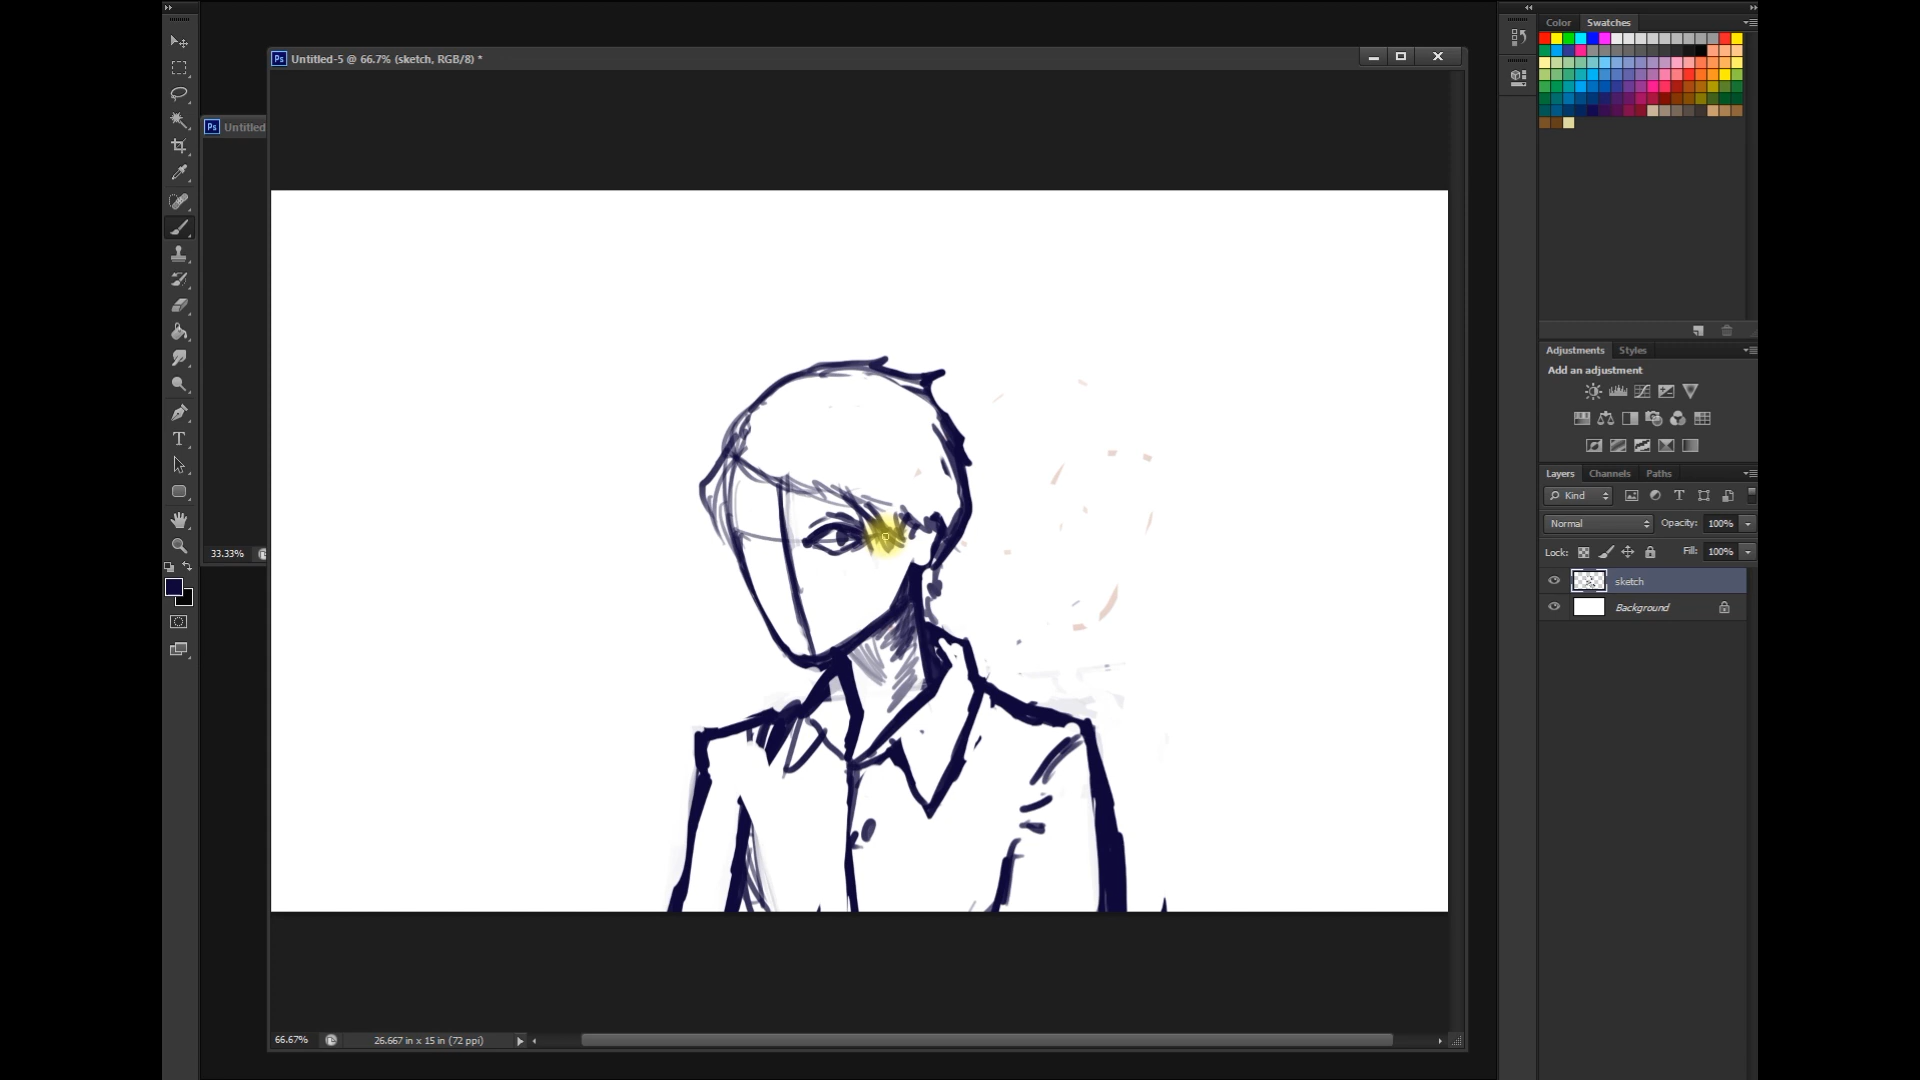 Ps Untitled-5 @ 66.7% (sketch, RGB/8) *
Ps Untitled
33.33%
T
66.67%
26.667 in x 15 in (72 ppi)
Color
Swatches
Adjustments
Styles
Add an adjustment
Layers
Channels
Paths
Kind
T
Normal
Opacity: 100%
Lock:
Fill: 100%
sketch
Background